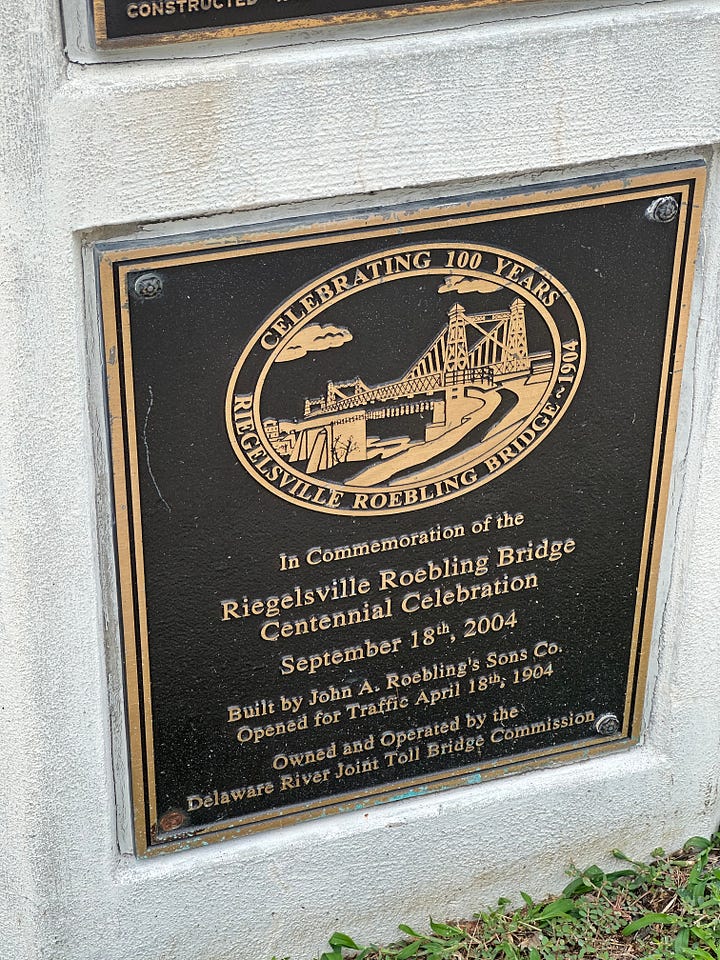 CONSTRUCTED
CELEBRATING 100 YEARS
RIEGELSVILLE ROEBLING BRIDGE ~ 1904
In Commemoration of the
Riegelsville Roebling Bridge
Centennial Celebration
September 18th, 2004
Built by John A. Roebling's Sons Co.
Opened for Traffic April 18th, 1904
Owned and Operated by the
Delaware River Joint Toll Bridge Commission